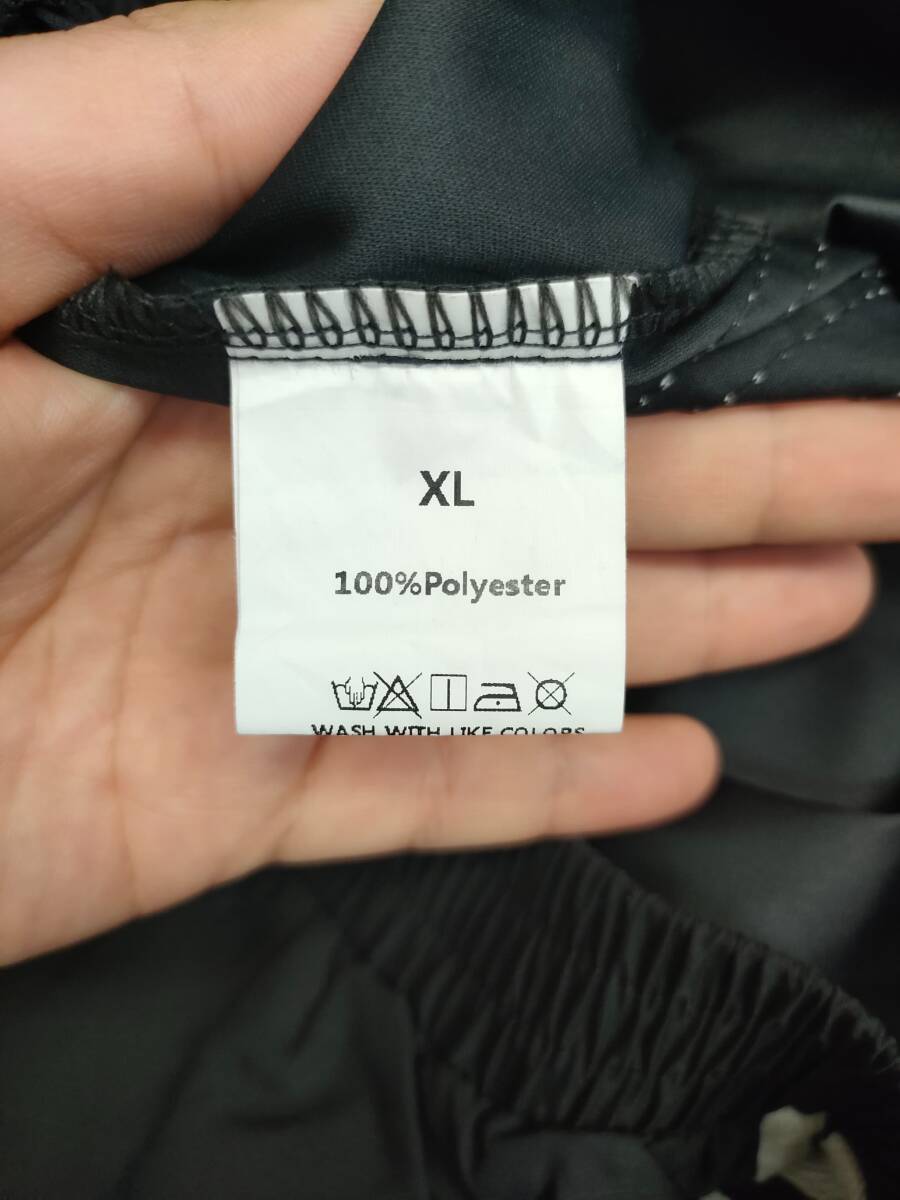 XL
100%Polyester
WASH WITH LIKE COLORS